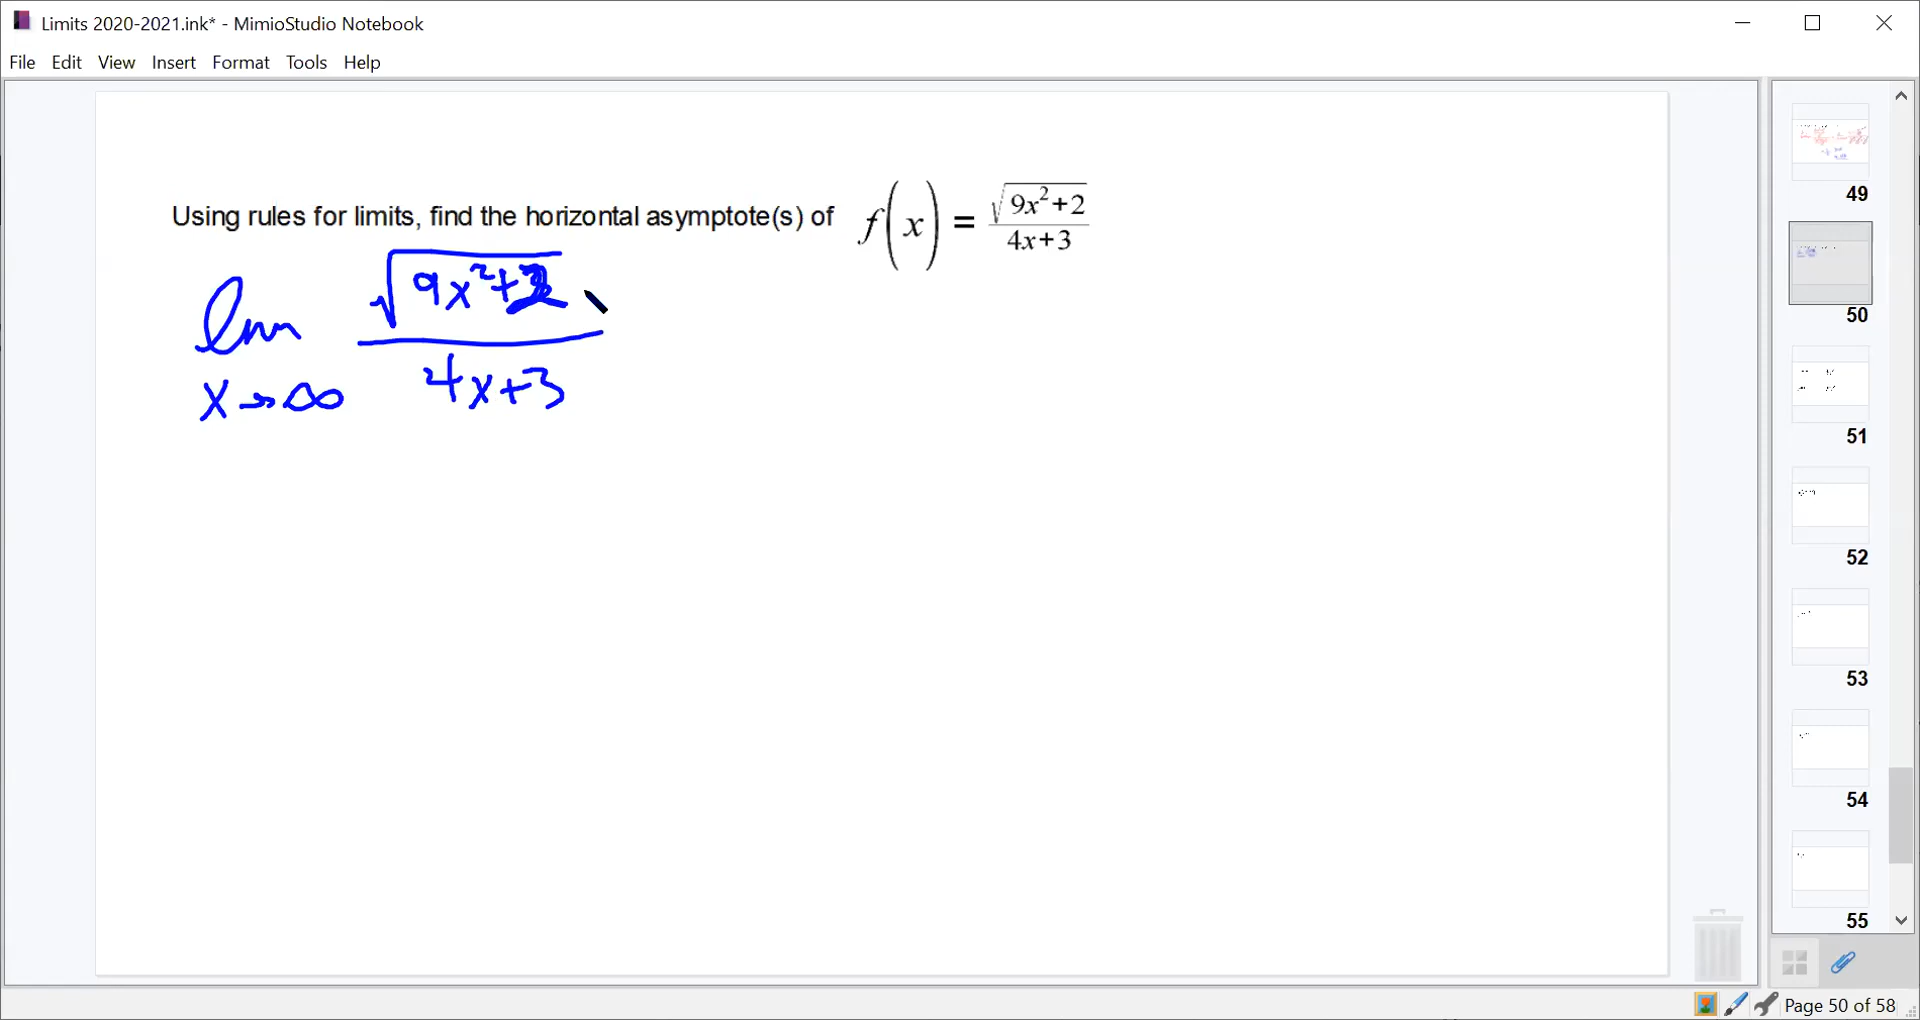 Limits 2020-2021.ink* - MimioStudio Notebook
File Edit View Insert Format Tools Help
Using rules for limits, find the horizontal asymptote(s) of f(x) = √(9x²+2) / (4x+3)
lim x→∞ √(9x²+2) / (4x+3)
49
50
51
52
53
54
55
Page 50 of 58